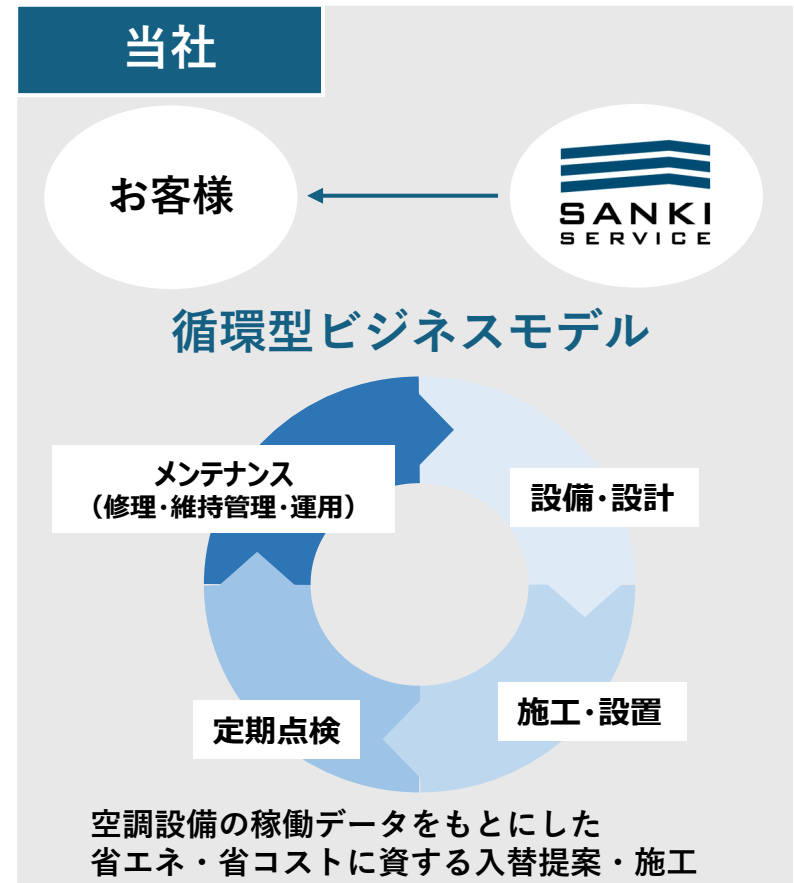 当社
お客様
SANKI
SERVICE
循環型ビジネスモデル
メンテナンス
（修理･維持管理･運用）
設備･設計
定期点検
施工･設置
空調設備の稼働データをもとにした
省エネ・省コストに資する入替提案・施工